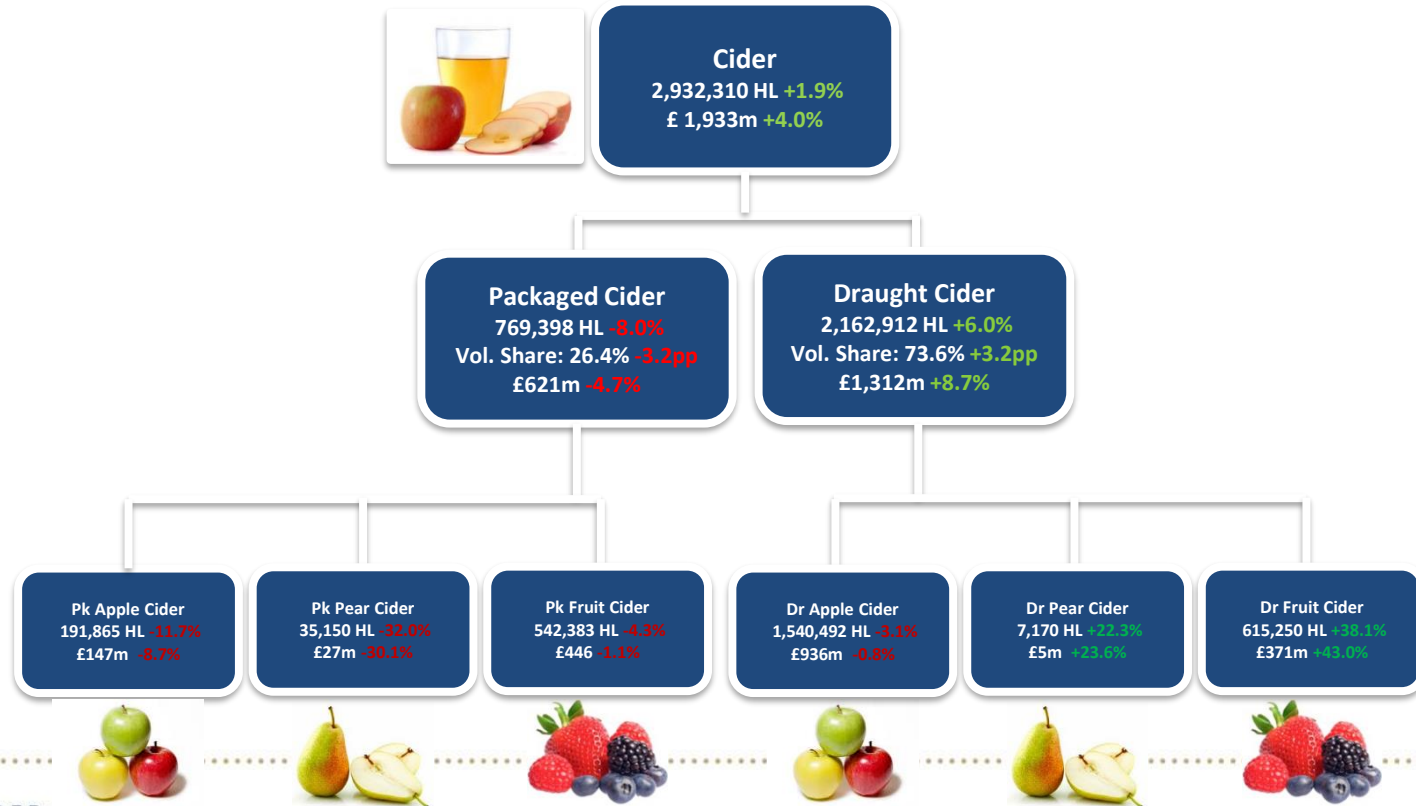 Cider
2,932,310 HL +1.9%
£ 1,933m +4.0%
Packaged Cider
769,398 HL -8.0%
Vol. Share: 26.4% -3.2pp
£621m -4.7%
Draught Cider
2,162,912 HL +6.0%
Vol. Share: 73.6% +3.2pp
£1,312m +8.7%
Pk Apple Cider
191,865 HL -11.7%
£147m -8.7%
Pk Pear Cider
35,150 HL -32.0%
£27m -30.1%
Pk Fruit Cider
542,383 HL -4.3%
£446 -1.1%
Dr Apple Cider
1,540,492 HL -3.1%
£936m -0.8%
Dr Pear Cider
7,170 HL +22.3%
£5m +23.6%
Dr Fruit Cider
615,250 HL +38.1%
£371m +43.0%